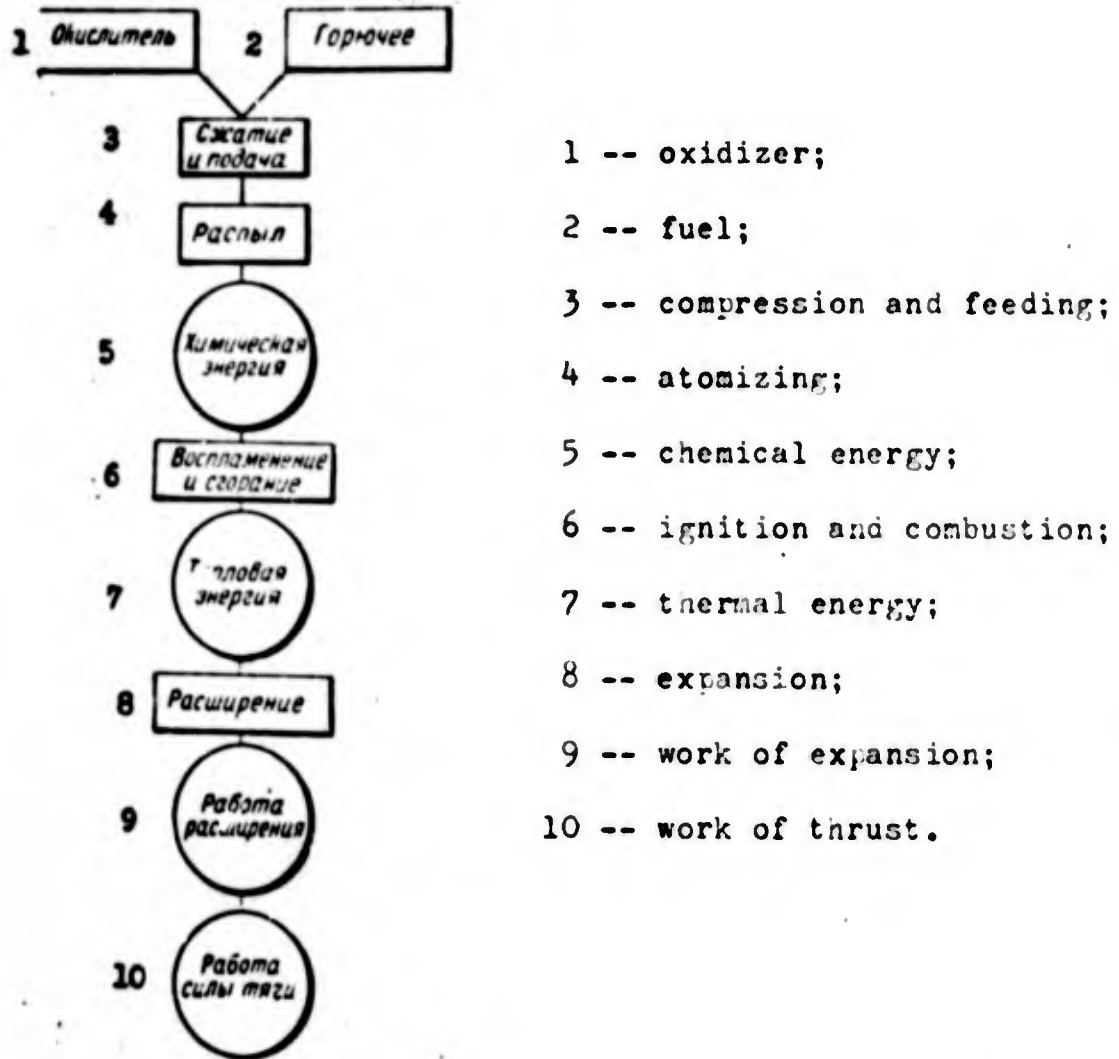 1 Окислитель
2 Горючее
3 Сжатие
и подача
4 Распыл
5 Химическая
энергия
6 Воспламенение
и сгорание
7
энергия
8 Расширение
9 Работа
расширения
10 Работа
силы тяги
1 -- oxidizer;
2 -- fuel;
3 -- compression and feeding;
4 -- atomizing;
5 -- chemical energy;
6 -- ignition and combustion;
7 -- thermal energy;
8 -- expansion;
9 -- work of expansion;
10 -- work of thrust.